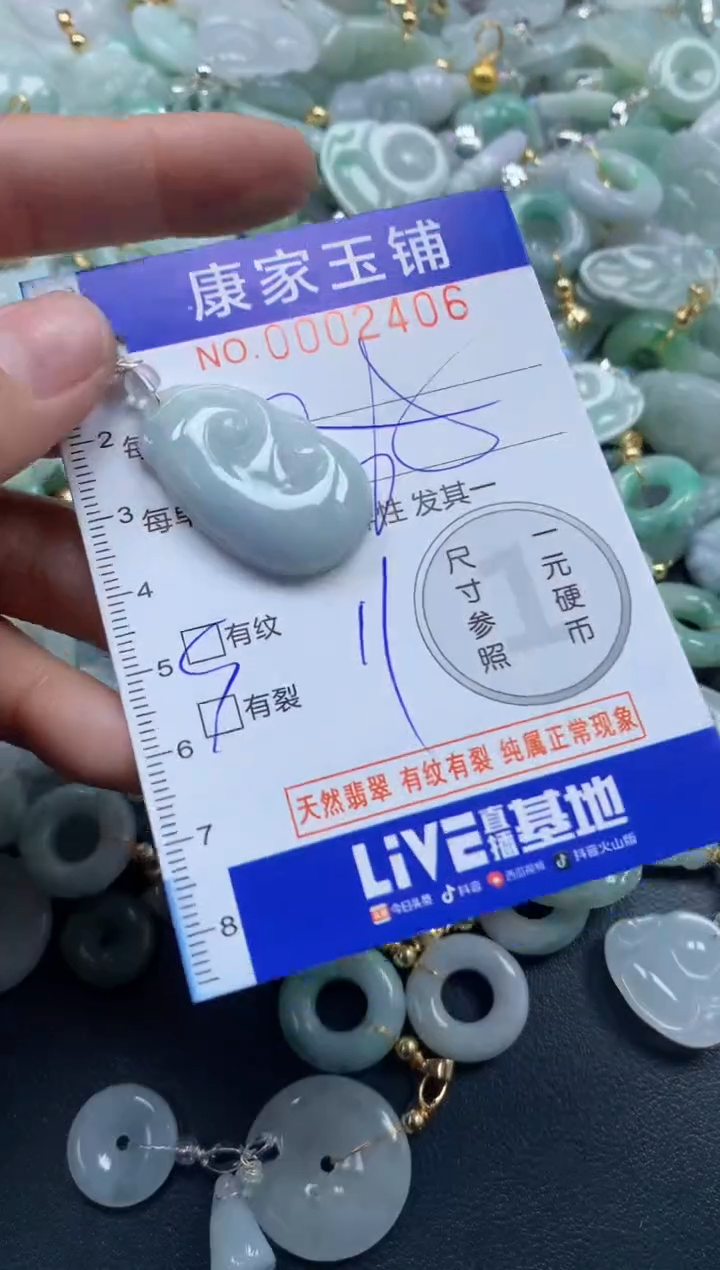 康家玉铺
NO.0002406
2 每
3 每 性 发其一
4
尺寸参照
一元硬币
1
5 有纹
6 有裂
天然翡翠 有纹有裂 纯属正常现象
7
LiVE直播基地
8
今日头条 抖音 西瓜视频 抖音火山版